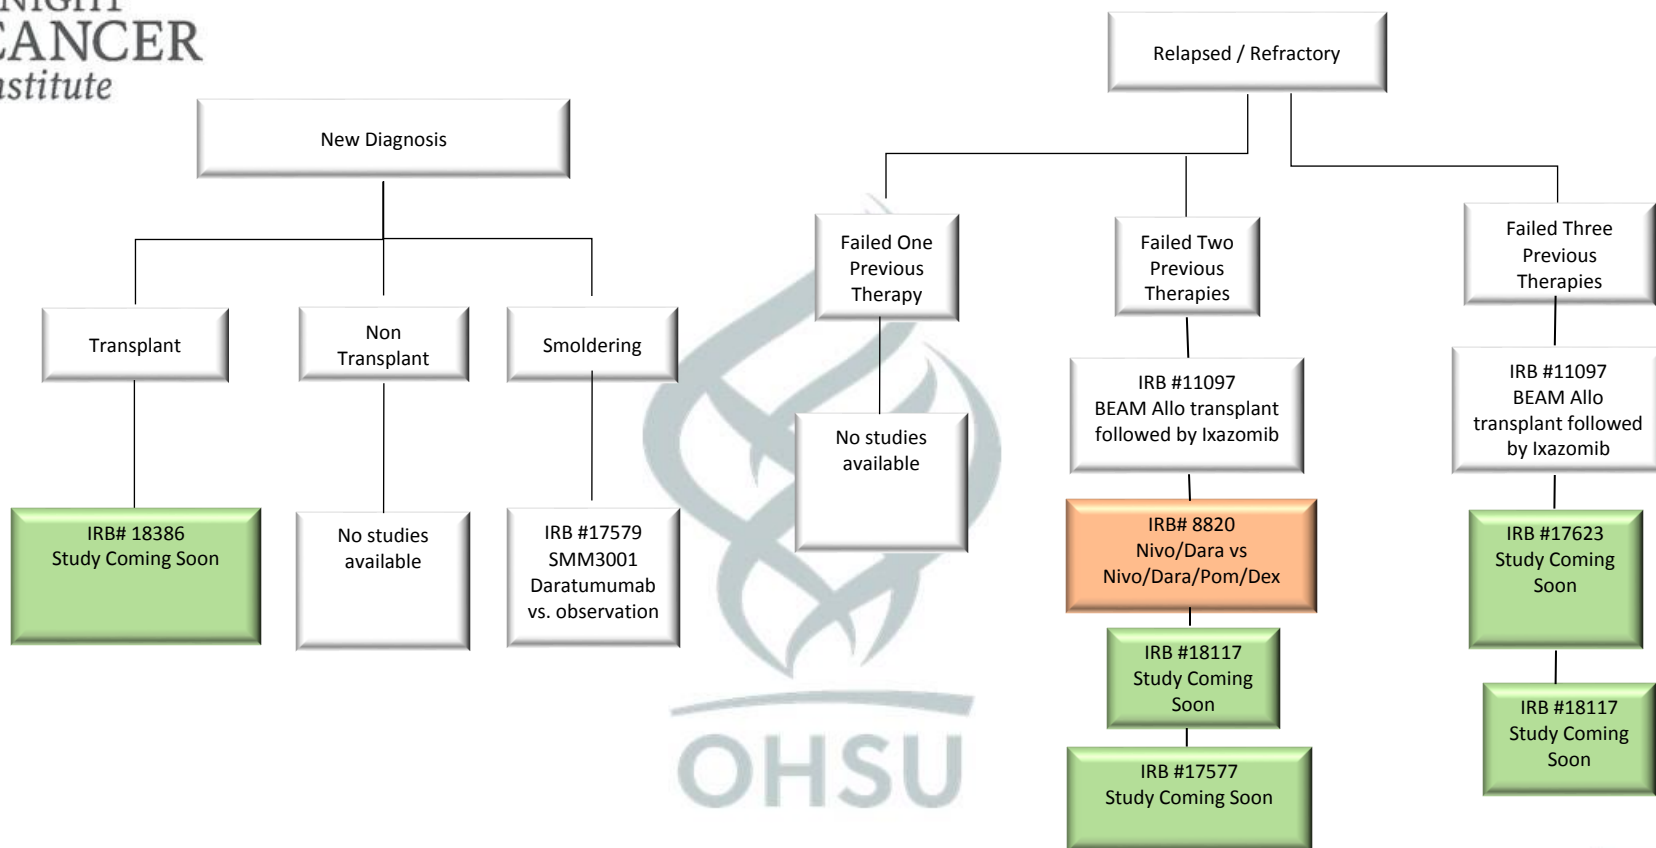 CANCER
New Diagnosis
Transplant
IRB# 18386
Study Coming Soon
Non
Transplant
No studies
available
Smoldering
IRB #17579
SMM3001
Daratumumab
vs. observation
Relapsed / Refractory
Failed One
Previous
Therapy
No studies
available
Failed Two
Previous
Therapies
IRB #11097
BEAM Allo transplant
followed by Ixazomib
IRB# 8820
Nivo/Dara vs
Nivo/Dara/Pom/Dex
IRB #18117
Study Coming
Soon
IRB #17577
Study Coming Soon
Failed Three
Previous
Therapies
IRB #11097
BEAM Allo
transplant followed
by Ixazomib
IRB #17623
Study Coming
Soon
IRB #18117
Study Coming
Soon
OHSU